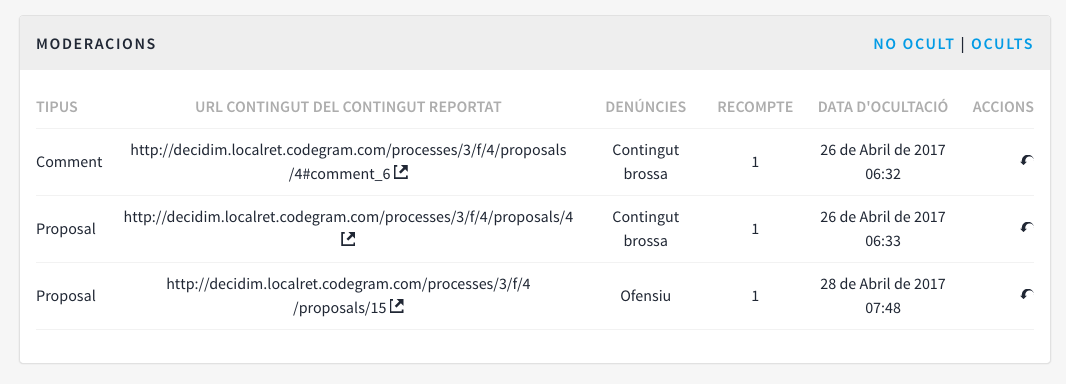 MODERACIONS
NO OCULT | OCULTS
TIPUS URL CONTINGUT DEL CONTINGUT REPORTAT DENÚNCIES RECOMPTE DATA D'OCULTACIÓ ACCIONS
Comment http://decidim.localret.codegram.com/processes/3/f/4/proposals/4#comment_6 Contingut brossa 1 26 de Abril de 2017 06:32
Proposal http://decidim.localret.codegram.com/processes/3/f/4/proposals/4 Contingut brossa 1 26 de Abril de 2017 06:33
Proposal http://decidim.localret.codegram.com/processes/3/f/4/proposals/15 Ofensiu 1 28 de Abril de 2017 07:48